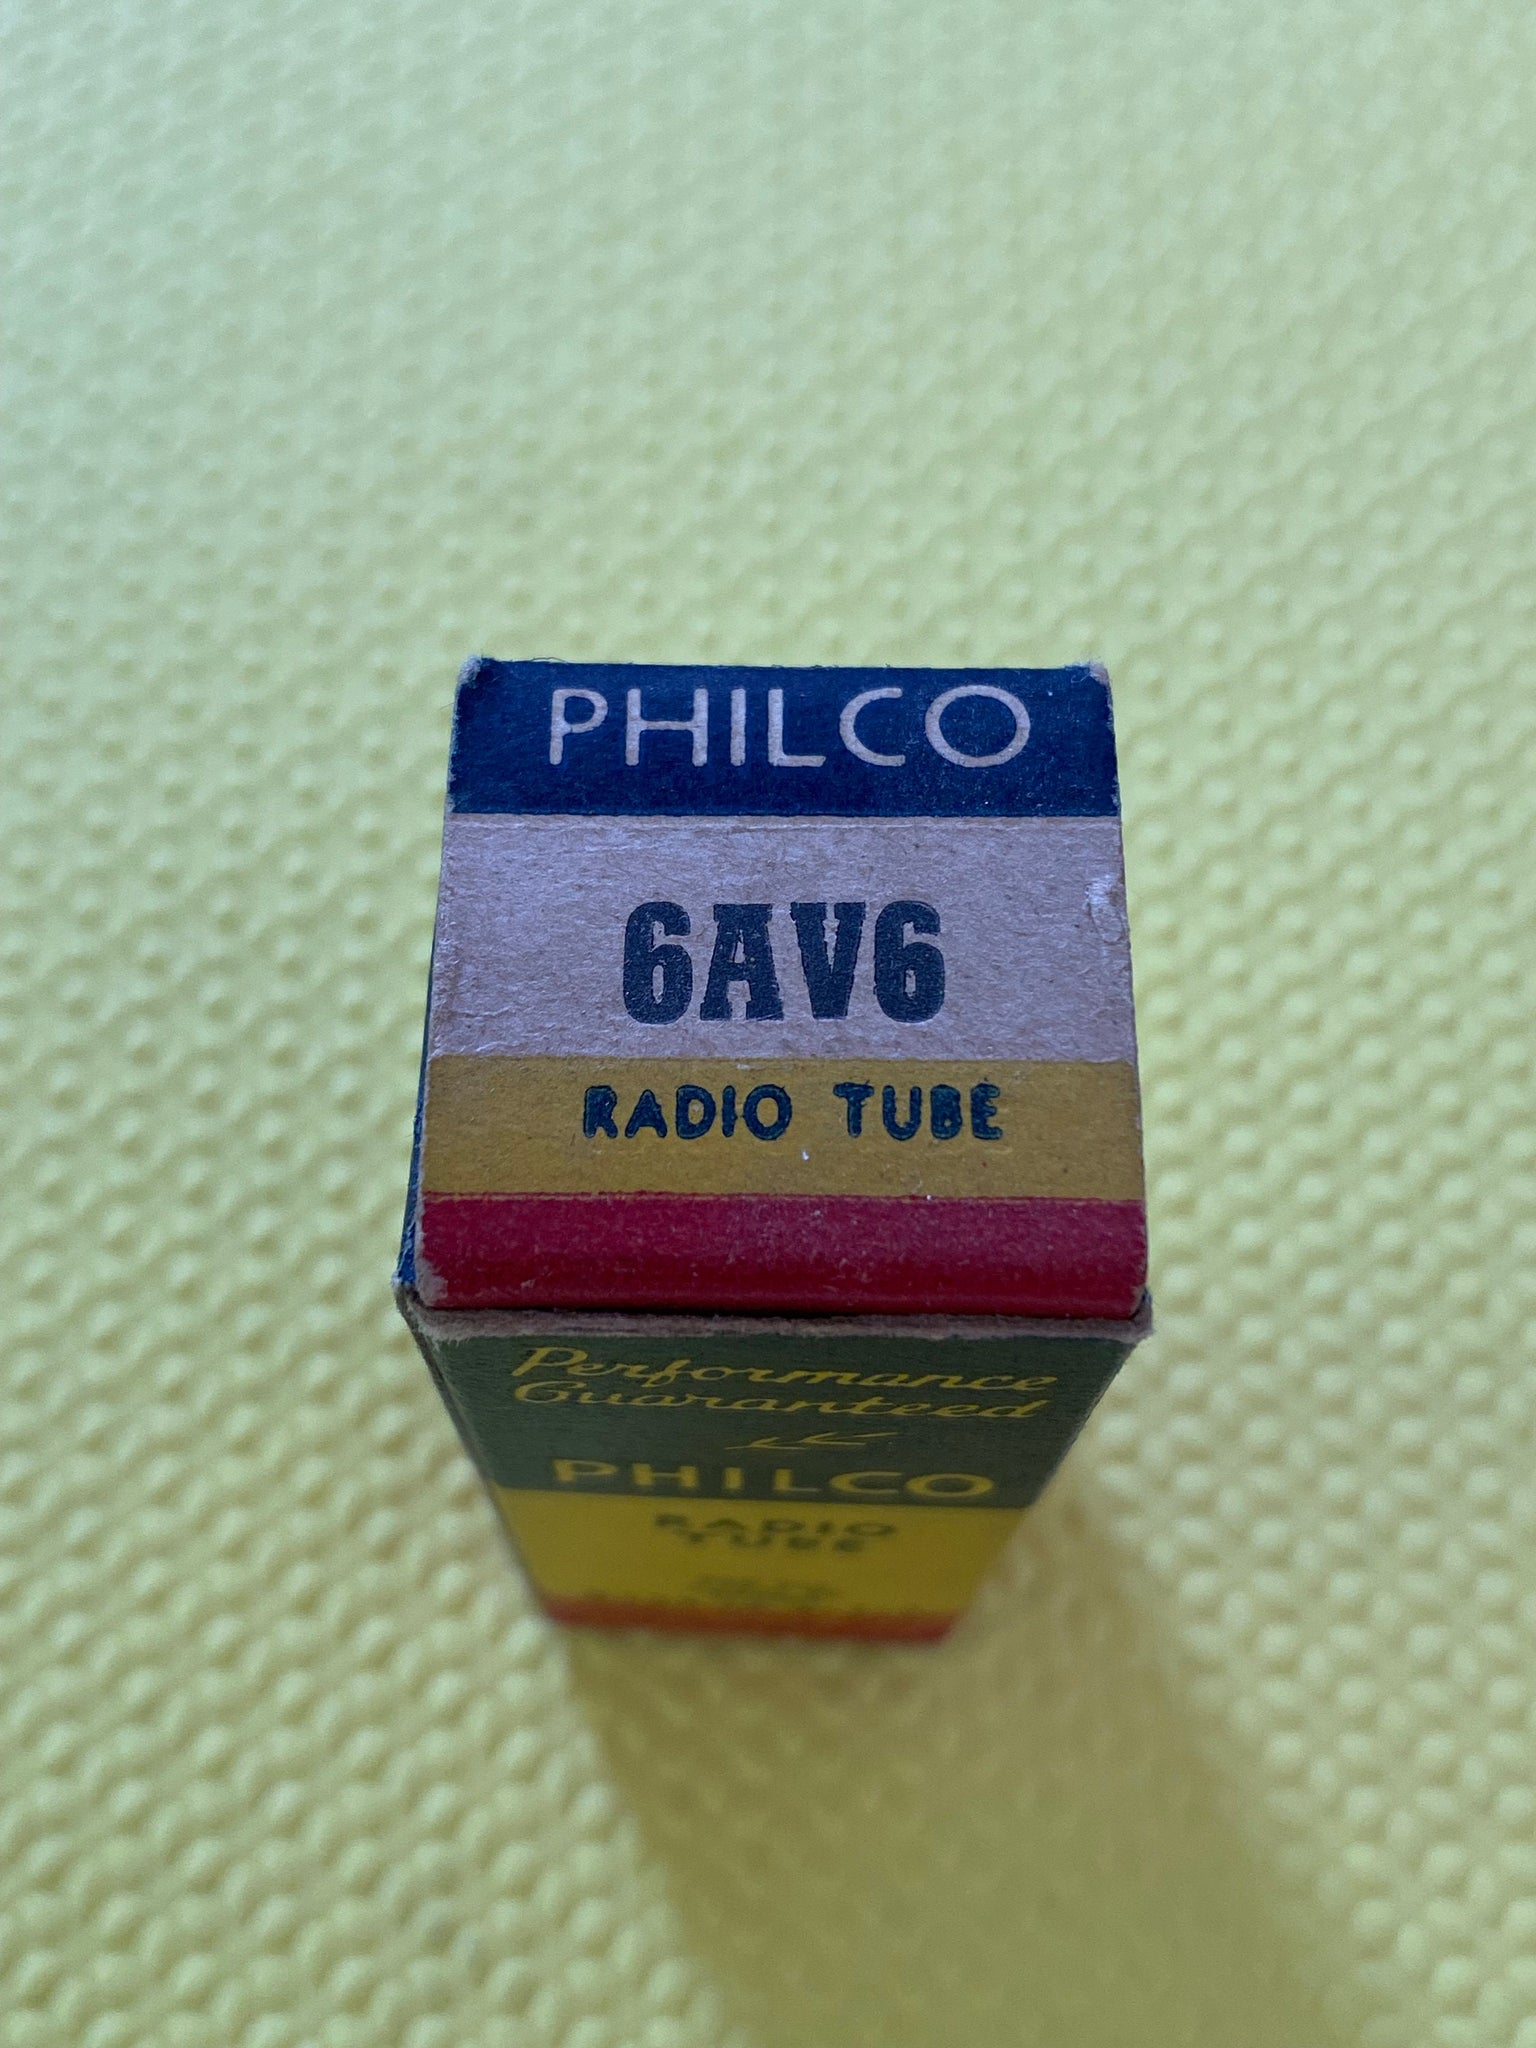 PHILCO
6AV6
RADIO TUBE
Performance
Guaranteed
PHILCO
RADIO
TUBE